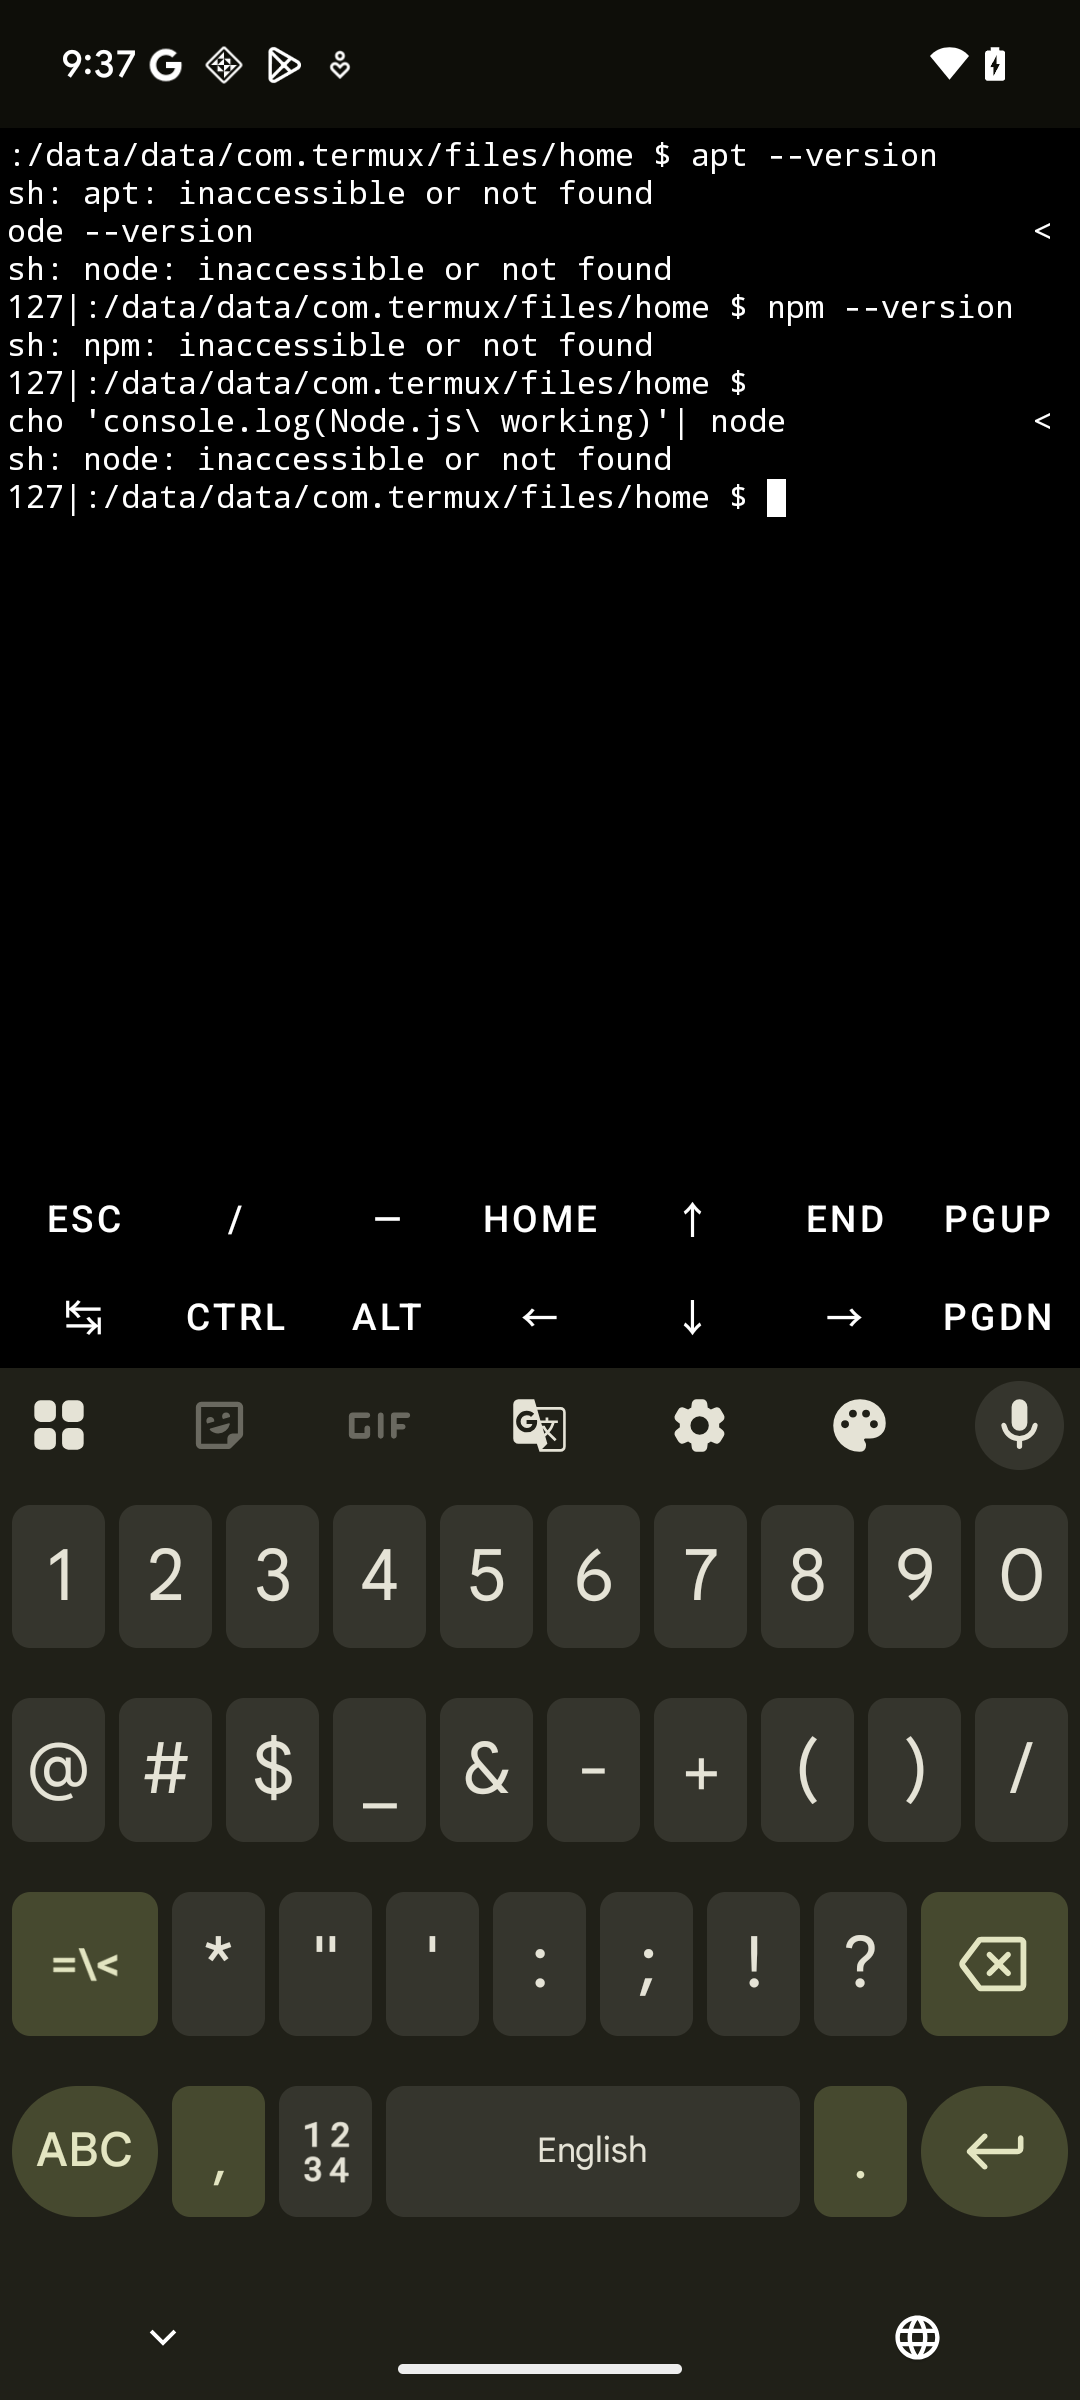 9:37
:/data/data/com.termux/files/home $ apt --version
sh: apt: inaccessible or not found
ode --version <
sh: node: inaccessible or not found
127|:/data/data/com.termux/files/home $ npm --version
sh: npm: inaccessible or not found
127|:/data/data/com.termux/files/home $
cho 'console.log(Node.js\ working)'| node <
sh: node: inaccessible or not found
127|:/data/data/com.termux/files/home $
ESC / — HOME ↑ END PGUP
↹ CTRL ALT ← ↓ → PGDN
GIF
1 2 3 4 5 6 7 8 9 0
@ # $ _ & - + ( ) /
=\< * " ' : ; ! ?
ABC , 12 34 English .